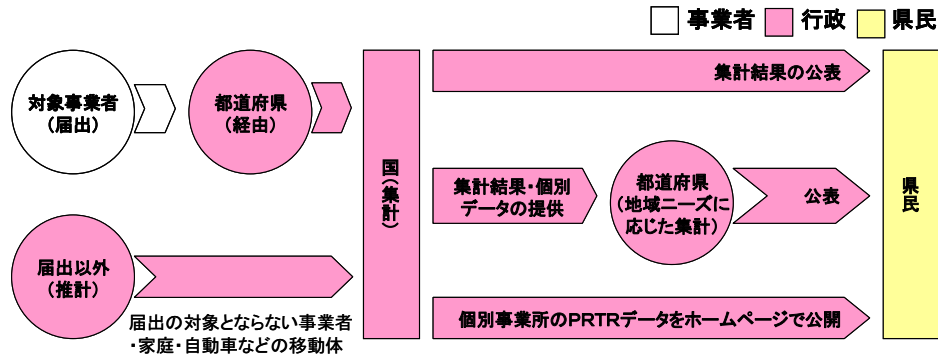 事業者 行政 県民
対象事業者
(届出)
都道府県
(経由)
国(集計)
集計結果の公表
集計結果・個別
データの提供
都道府県
(地域ニーズに
応じた集計)
公表
県民
届出以外
(推計)
届出の対象とならない事業者
・家庭・自動車などの移動体
個別事業所のPRTRデータをホームページで公開